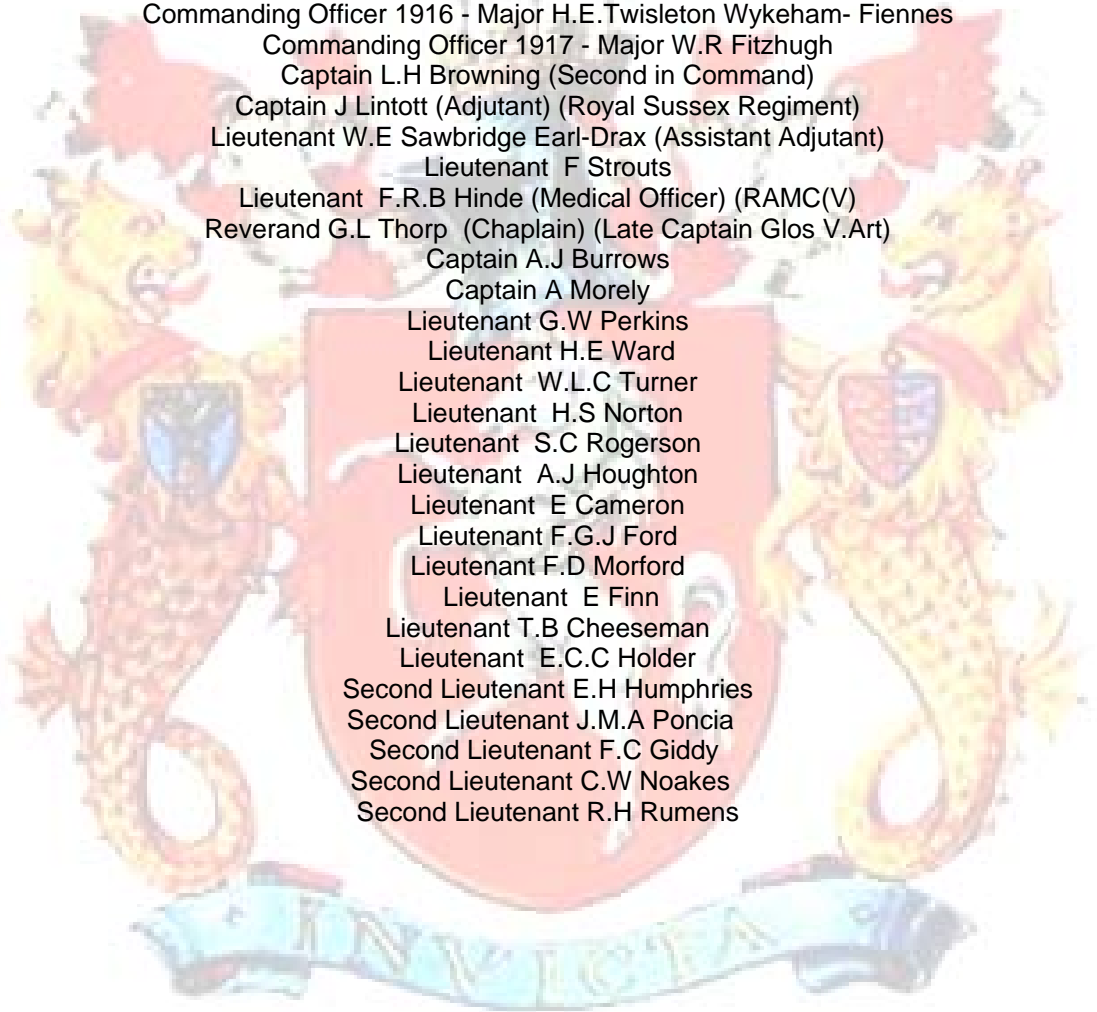 Commanding Officer 1916 - Major H.E.Twisleton Wykeham- Fiennes
Commanding Officer 1917 - Major W.R Fitzhugh
Captain L.H Browning (Second in Command)
Captain J Lintott (Adjutant) (Royal Sussex Regiment)
Lieutenant W.E Sawbridge Earl-Drax (Assistant Adjutant)
Lieutenant F Strouts
Lieutenant F.R.B Hinde (Medical Officer) (RAMC(V)
Reverand G.L Thorp (Chaplain) (Late Captain Glos V.Art)
Captain A.J Burrows
Captain A Morely
Lieutenant G.W Perkins
Lieutenant H.E Ward
Lieutenant W.L.C Turner
Lieutenant H.S Norton
Lieutenant S.C Rogerson
Lieutenant A.J Houghton
Lieutenant E Cameron
Lieutenant F.G.J Ford
Lieutenant F.D Morford
Lieutenant E Finn
Lieutenant T.B Cheeseman
Lieutenant E.C.C Holder
Second Lieutenant E.H Humphries
Second Lieutenant J.M.A Poncia
Second Lieutenant F.C Giddy
Second Lieutenant C.W Noakes
Second Lieutenant R.H Rumens
INVICTA